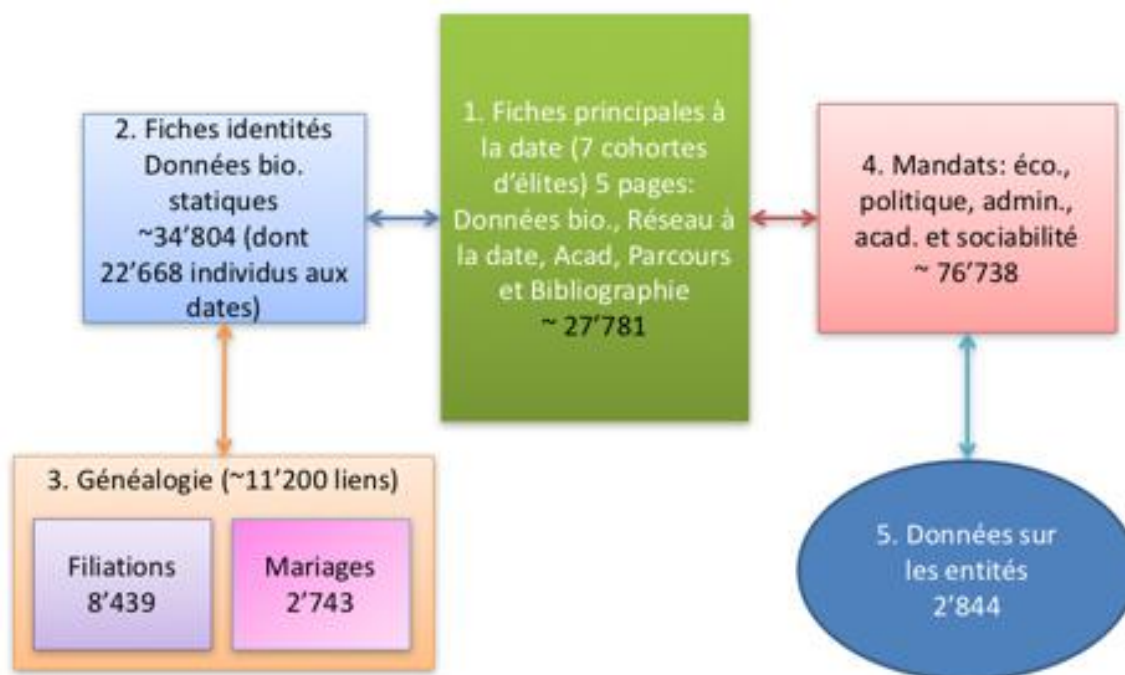 1. Fiches principales à
la date (7 cohortes
d'élites) 5 pages:
Données bio., Réseau à
la date, Acad, Parcours
et Bibliographie
~ 27'781
2. Fiches identités
Données bio.
statiques
~34'804 (dont
22'668 individus aux
dates)
3. Généalogie (~11'200 liens)
Filiations
8'439
Mariages
2'743
4. Mandats: éco.,
politique, admin.,
acad. et sociabilité
~ 76'738
5. Données sur
les entités
2'844